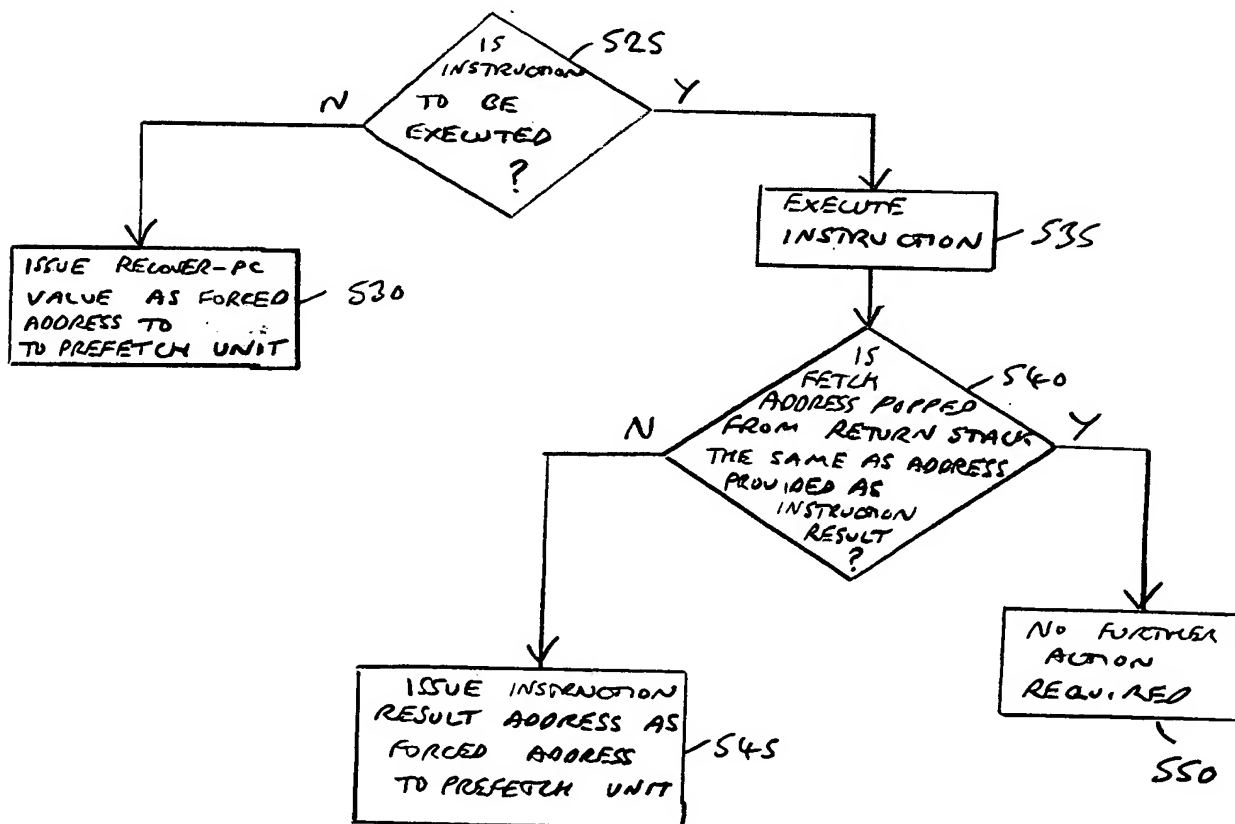 IS
INSTRUCTION
TO BE
EXECUTED
?
525
N
Y
ISSUE RECOVER-PC
VALUE AS FORCED
ADDRESS TO
TO PREFETCH UNIT
530
EXECUTE
INSTRUCTION
535
IS
FETCH
ADDRESS POPPED
FROM RETURN STACK
THE SAME AS ADDRESS
PROVIDED AS
INSTRUCTION
RESULT
?
540
N
Y
ISSUE INSTRUCTION
RESULT ADDRESS AS
FORCED ADDRESS
TO PREFETCH UNIT
545
NO FURTHER
ACTION
REQUIRED
550